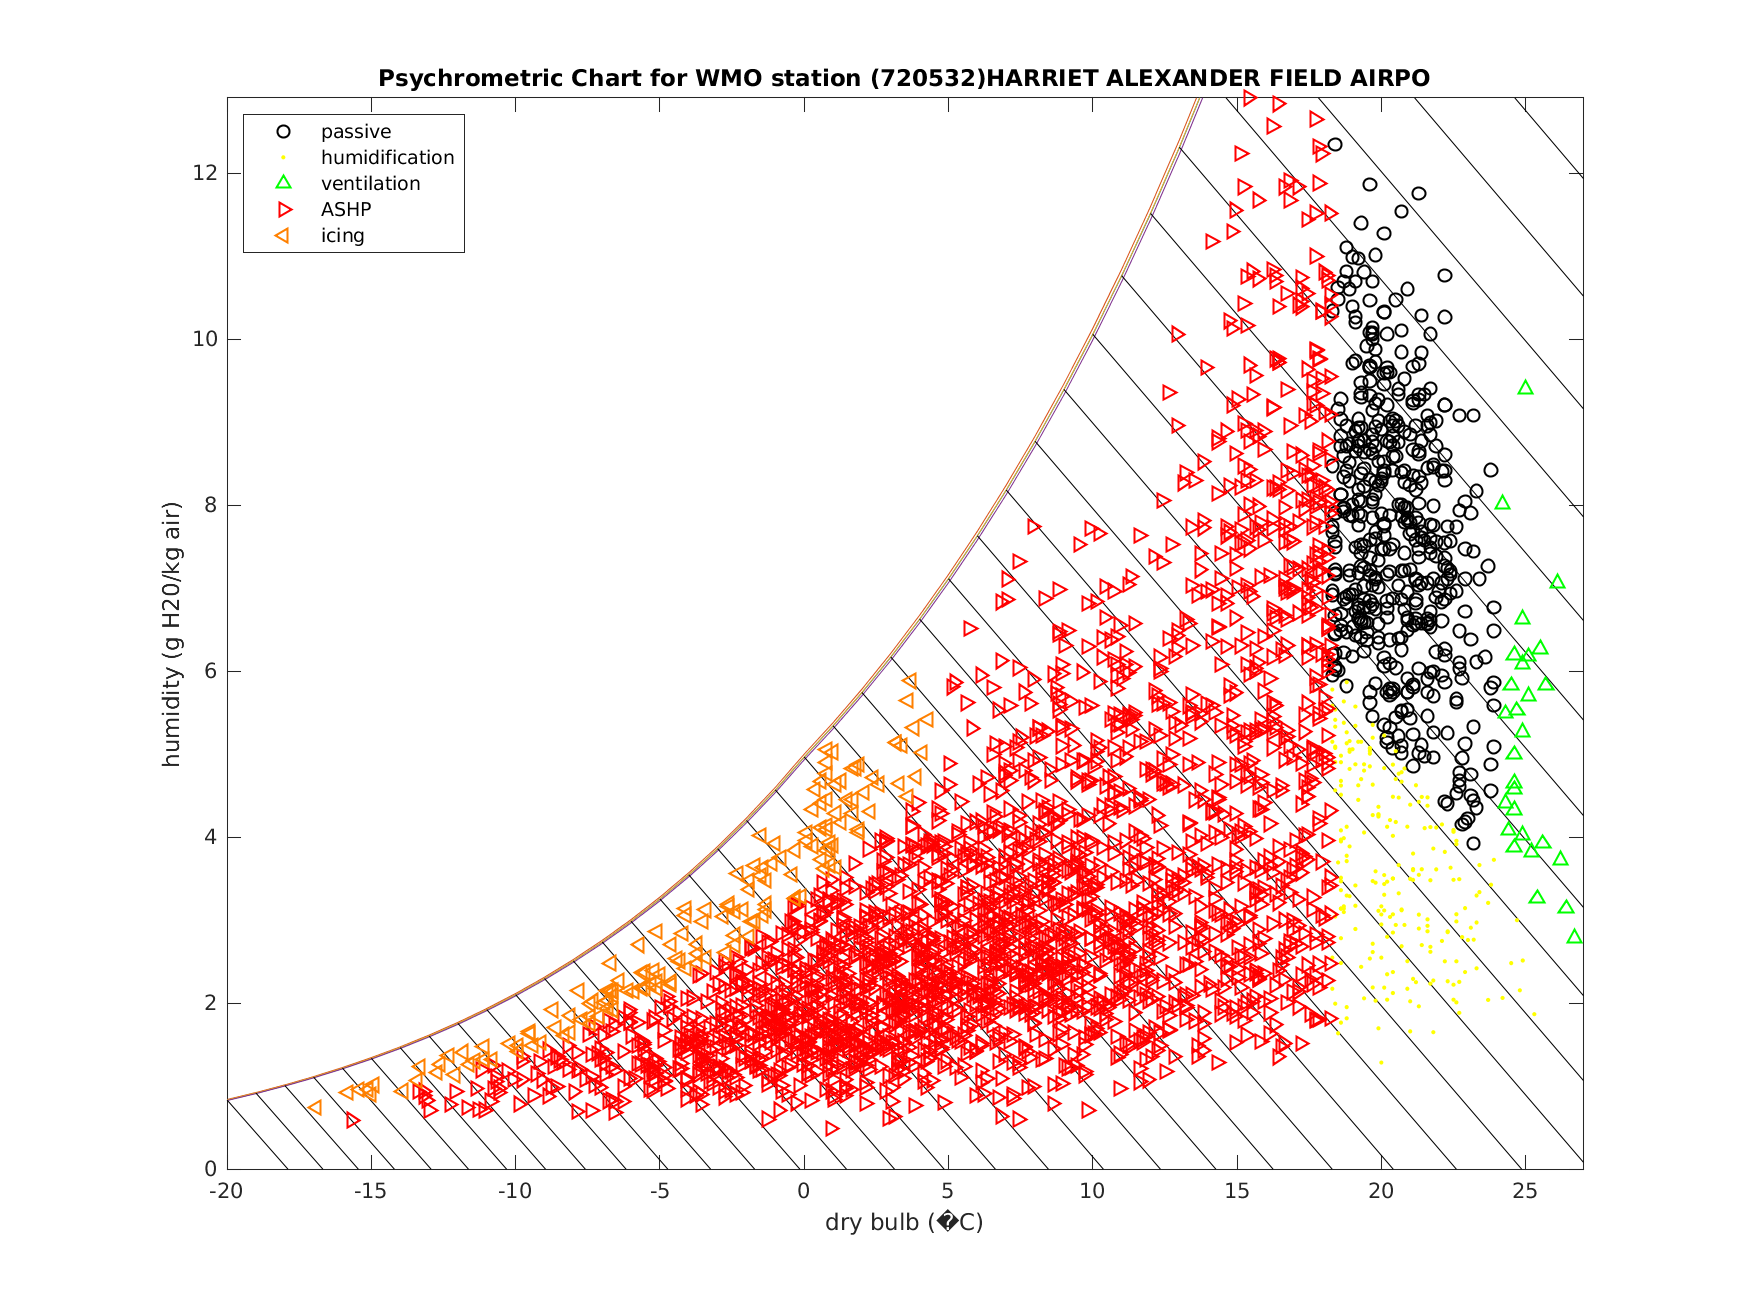 Psychrometric Chart for WMO station (720532)HARRIET ALEXANDER FIELD AIRPO
passive
humidification
ventilation
ASHP
icing
humidity (g H20/kg air)
12
10
8
6
4
2
0
-20 -15 -10 -5 0 5 10 15 20 25
dry bulb (�C)